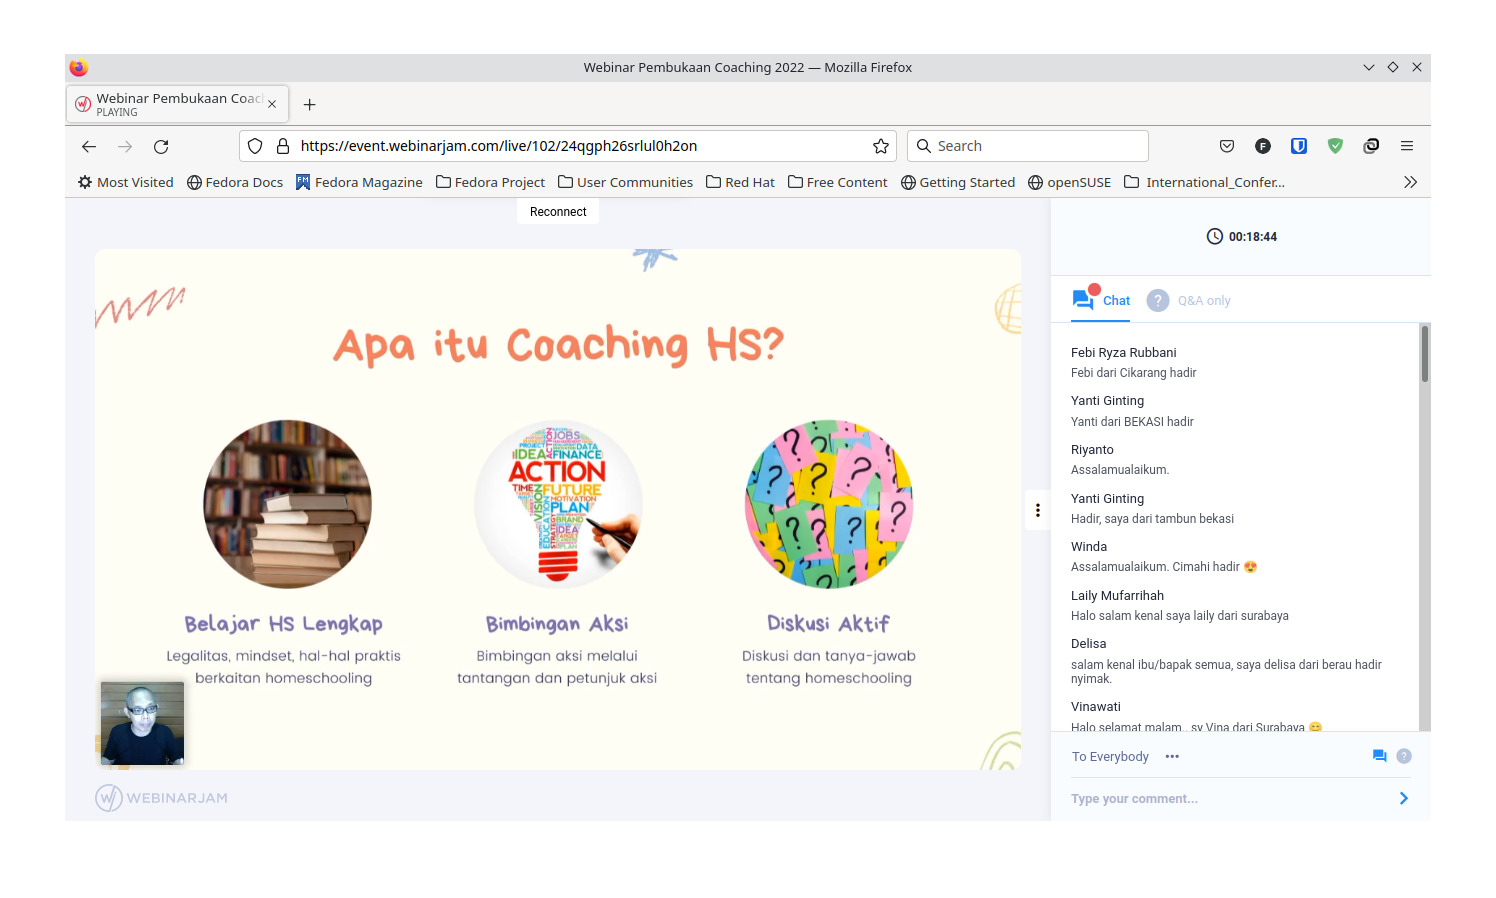 Webinar Pembukaan Coaching 2022 — Mozilla Firefox
Webinar Pembukaan Coac
PLAYING
https://event.webinarjam.com/live/102/24qgph26srlul0h2on
Search
Most Visited Fedora Docs Fedora Magazine Fedora Project User Communities Red Hat Free Content Getting Started openSUSE International_Confer...
Reconnect
Apa itu Coaching HS?
JOBS
PROJECT
IDEA
DATA
FINANCE
ACTION
TIME
FUTURE
MOTIVATION
VISION
PLAN
BRAND
EDUCATION
IDEA
TARGET
PLAN
Belajar HS Lengkap
Legalitas, mindset, hal-hal praktis
berkaitan homeschooling
Bimbingan Aksi
Bimbingan aksi melalui
tantangan dan petunjuk aksi
Diskusi Aktif
Diskusi dan tanya-jawab
tentang homeschooling
WEBINARJAM
00:18:44
Chat
Q&A only
Febi Ryza Rubbani
Febi dari Cikarang hadir
Yanti Ginting
Yanti dari BEKASI hadir
Riyanto
Assalamualaikum.
Yanti Ginting
Hadir, saya dari tambun bekasi
Winda
Assalamualaikum. Cimahi hadir 😍
Laily Mufarrihah
Halo salam kenal saya laily dari surabaya
Delisa
salam kenal ibu/bapak semua, saya delisa dari berau hadir
nyimak.
Vinawati
Halo selamat malam.. sy Vina dari Surabaya 😊
To Everybody
Type your comment...